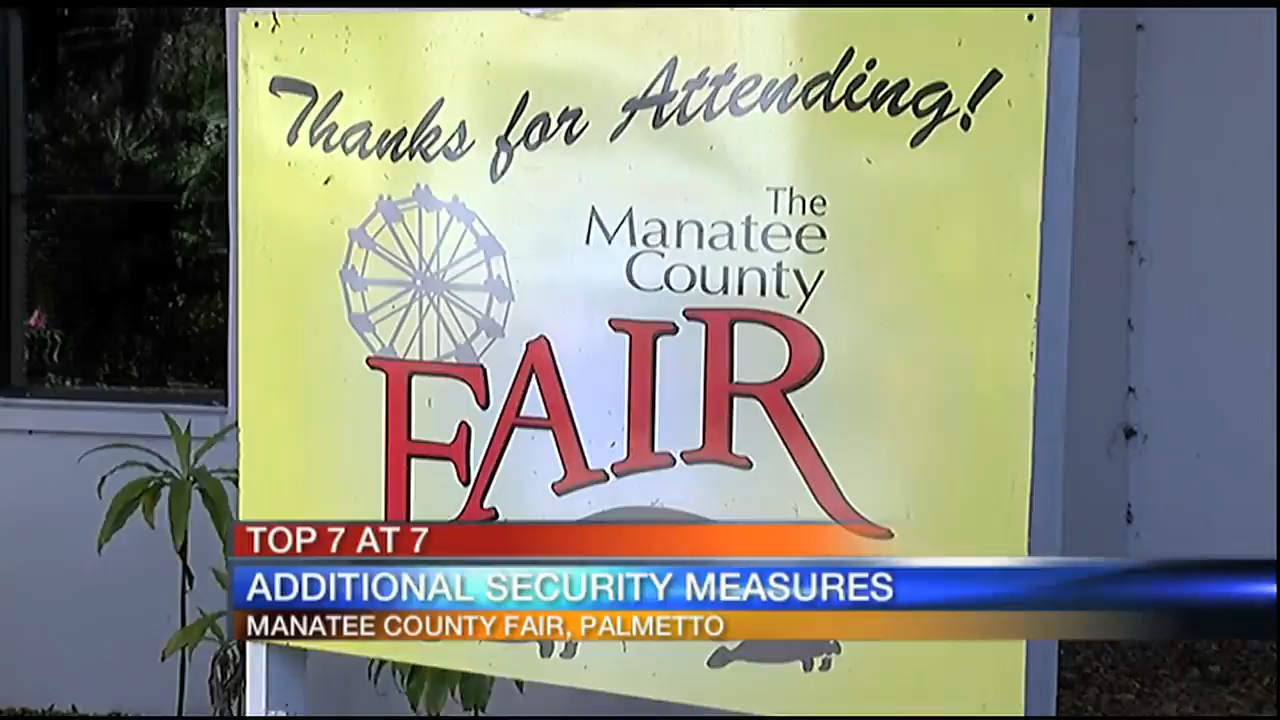 Thanks for Attending!
The
Manatee
County
FAIR
TOP 7 AT 7
ADDITIONAL SECURITY MEASURES
MANATEE COUNTY FAIR, PALMETTO